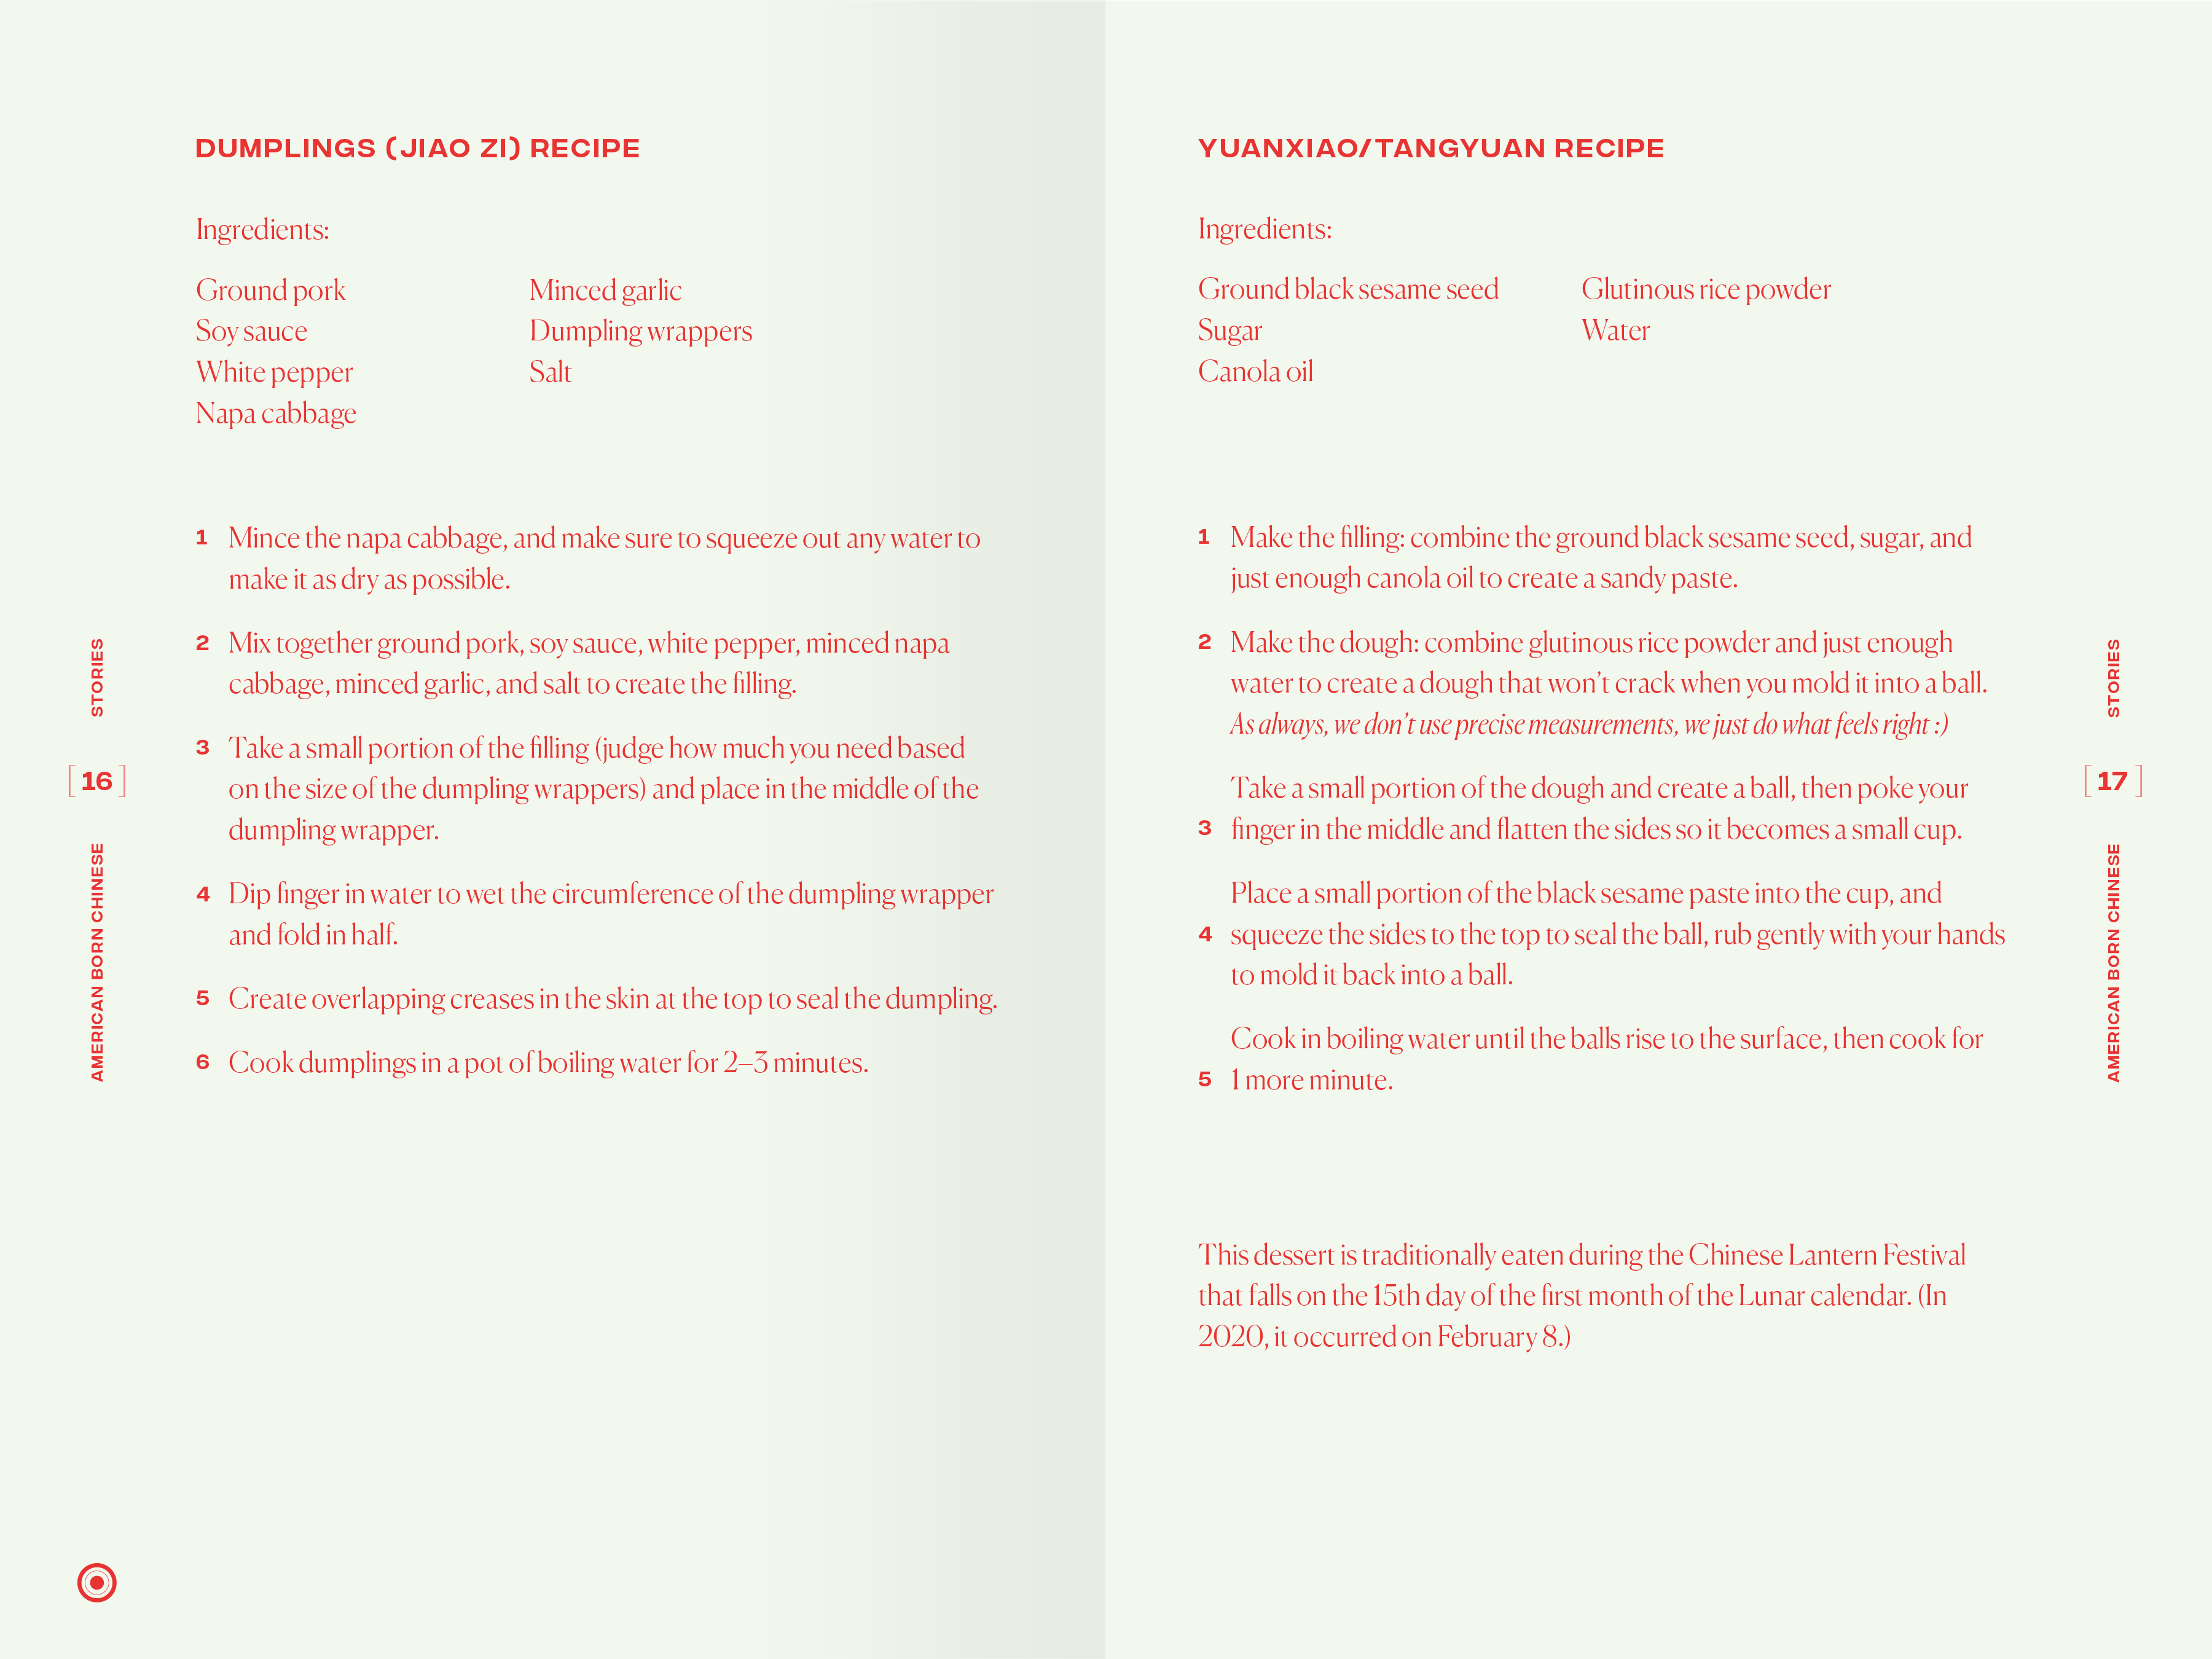 DUMPLINGS (JIAO ZI) RECIPE
Ingredients:
Ground pork
Soy sauce
White pepper
Napa cabbage
Minced garlic
Dumpling wrappers
Salt
1 Mince the napa cabbage, and make sure to squeeze out any water to
make it as dry as possible.
2 Mix together ground pork, soy sauce, white pepper, minced napa
cabbage, minced garlic, and salt to create the filling.
3 Take a small portion of the filling (judge how much you need based
on the size of the dumpling wrappers) and place in the middle of the
dumpling wrapper.
4 Dip finger in water to wet the circumference of the dumpling wrapper
and fold in half.
5 Create overlapping creases in the skin at the top to seal the dumpling.
6 Cook dumplings in a pot of boiling water for 2–3 minutes.
STORIES
[16]
AMERICAN BORN CHINESE
YUANXIAO/TANGYUAN RECIPE
Ingredients:
Ground black sesame seed
Sugar
Canola oil
Glutinous rice powder
Water
1 Make the filling: combine the ground black sesame seed, sugar, and
just enough canola oil to create a sandy paste.
2 Make the dough: combine glutinous rice powder and just enough
water to create a dough that won’t crack when you mold it into a ball.
As always, we don’t use precise measurements, we just do what feels right :)
Take a small portion of the dough and create a ball, then poke your
3 finger in the middle and flatten the sides so it becomes a small cup.
Place a small portion of the black sesame paste into the cup, and
4 squeeze the sides to the top to seal the ball, rub gently with your hands
to mold it back into a ball.
Cook in boiling water until the balls rise to the surface, then cook for
5 1 more minute.
This dessert is traditionally eaten during the Chinese Lantern Festival
that falls on the 15th day of the first month of the Lunar calendar. (In
2020, it occurred on February 8.)
STORIES
[17]
AMERICAN BORN CHINESE